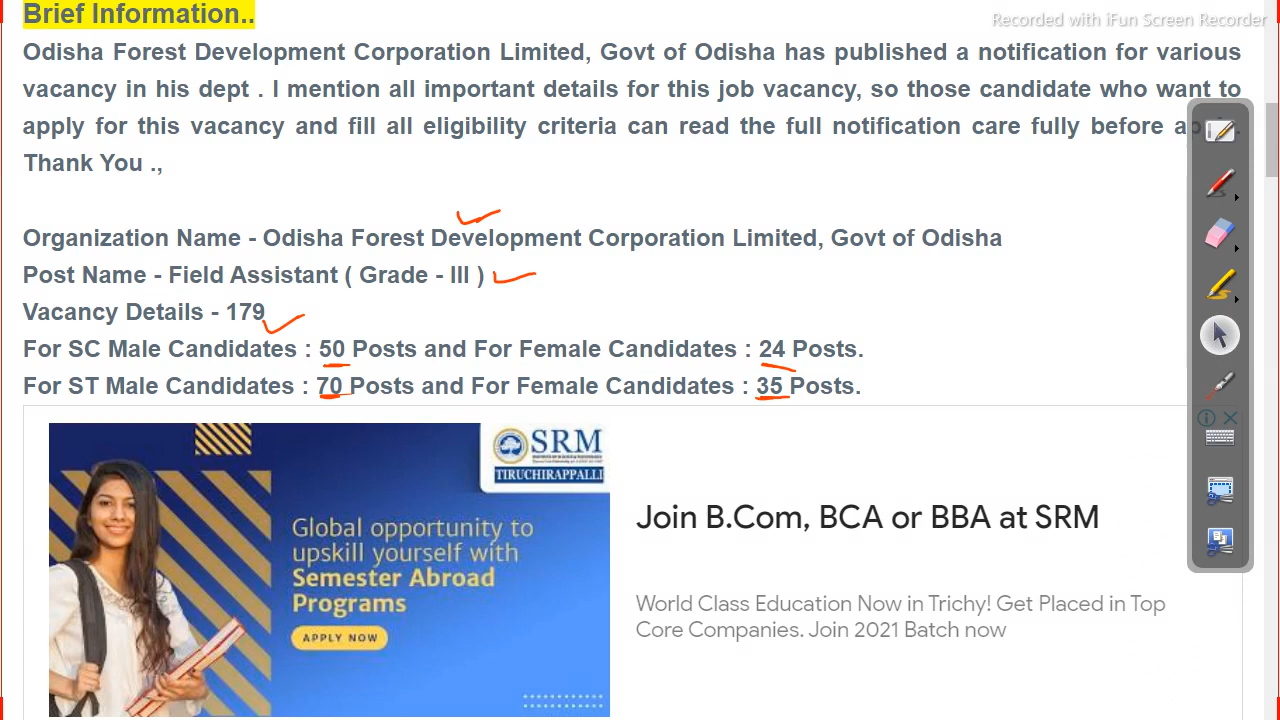 Brief Information..
Recorded with iFun Screen Recorder
Odisha Forest Development Corporation Limited, Govt of Odisha has published a notification for various
vacancy in his dept . I mention all important details for this job vacancy, so those candidate who want to
apply for this vacancy and fill all eligibility criteria can read the full notification care fully before
Thank You .,
Organization Name - Odisha Forest Development Corporation Limited, Govt of Odisha
Post Name - Field Assistant ( Grade - III )
Vacancy Details - 179
For SC Male Candidates : 50 Posts and For Female Candidates : 24 Posts.
For ST Male Candidates : 70 Posts and For Female Candidates : 35 Posts.
SRM
TIRUCHIRAPPALLI
Global opportunity to
upskill yourself with
Semester Abroad
Programs
APPLY NOW
Join B.Com, BCA or BBA at SRM
World Class Education Now in Trichy! Get Placed in Top
Core Companies. Join 2021 Batch now